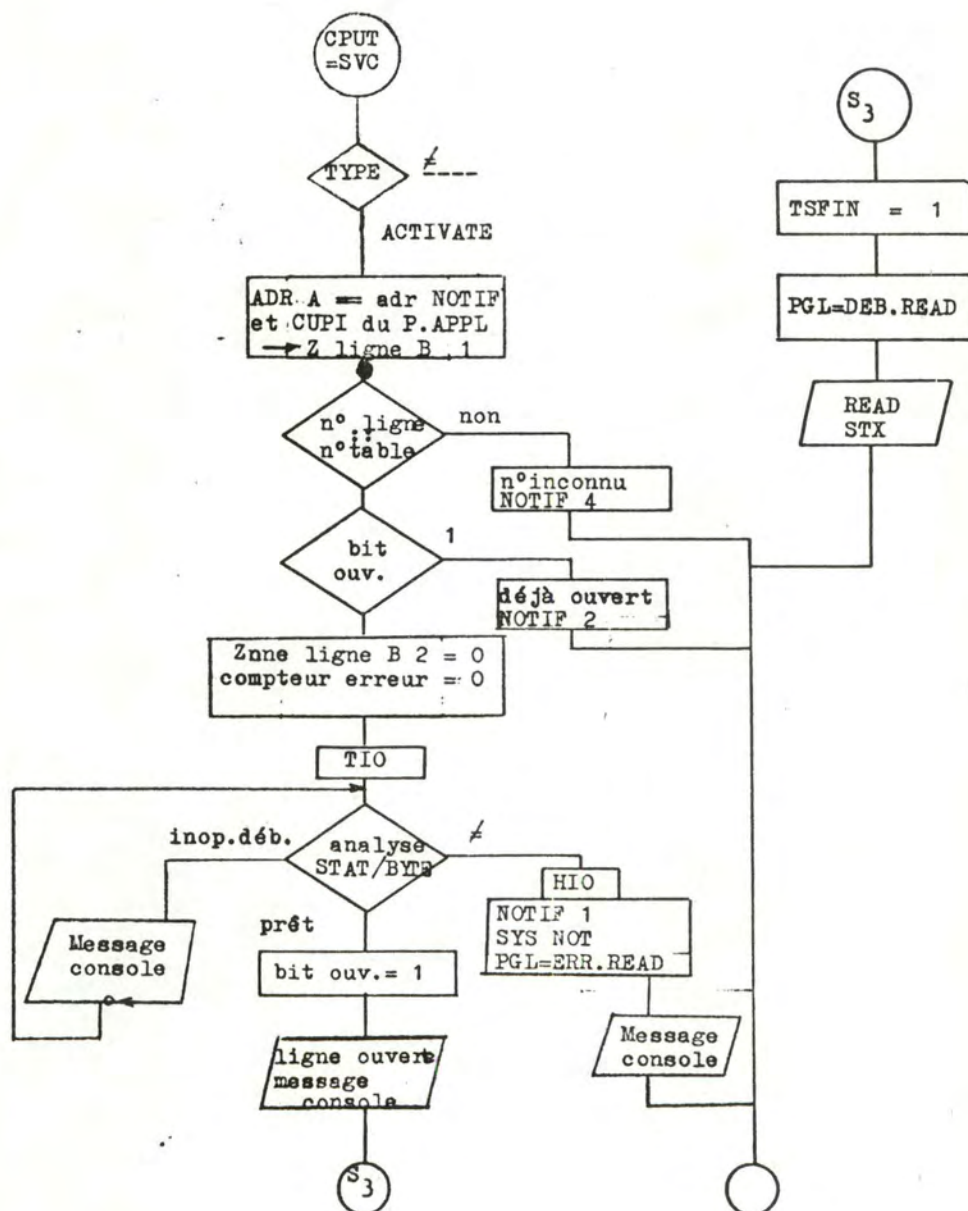 CPUT
=SVC
TYPE
≠
ACTIVATE
ADR A == adr NOTIF
et CUPI du P.APPL
→ Z ligne B 1
n° ligne
n° table
non
n°inconnu
NOTIF 4
bit
ouv.
1
déjà ouvert
NOTIF 2
Znne ligne B 2 = 0
compteur erreur = 0
TIO
inop.déb.
analyse
STAT/BYTE
≠
Message
console
prêt
bit ouv.= 1
HIO
NOTIF 1
SYS NOT
PGL=ERR.READ
Message
console
ligne ouverte
message
console
S3
S3
TSFIN = 1
PGL=DEB.READ
READ
STX